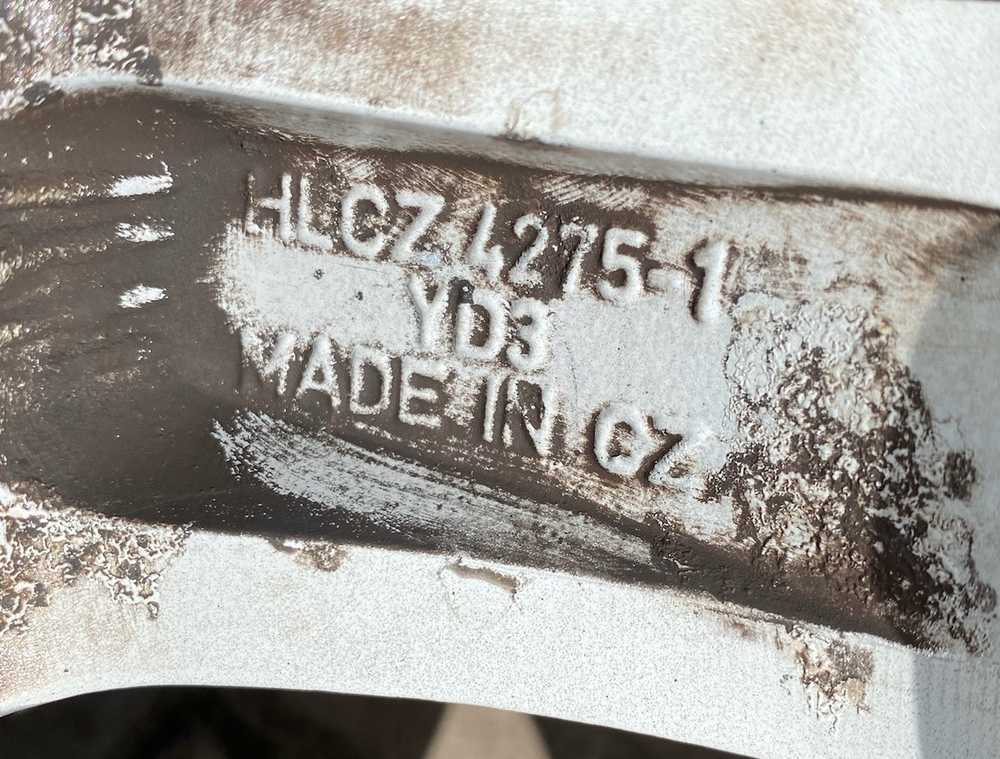 HLCZ 4275-1
YD3
MADE IN CZ